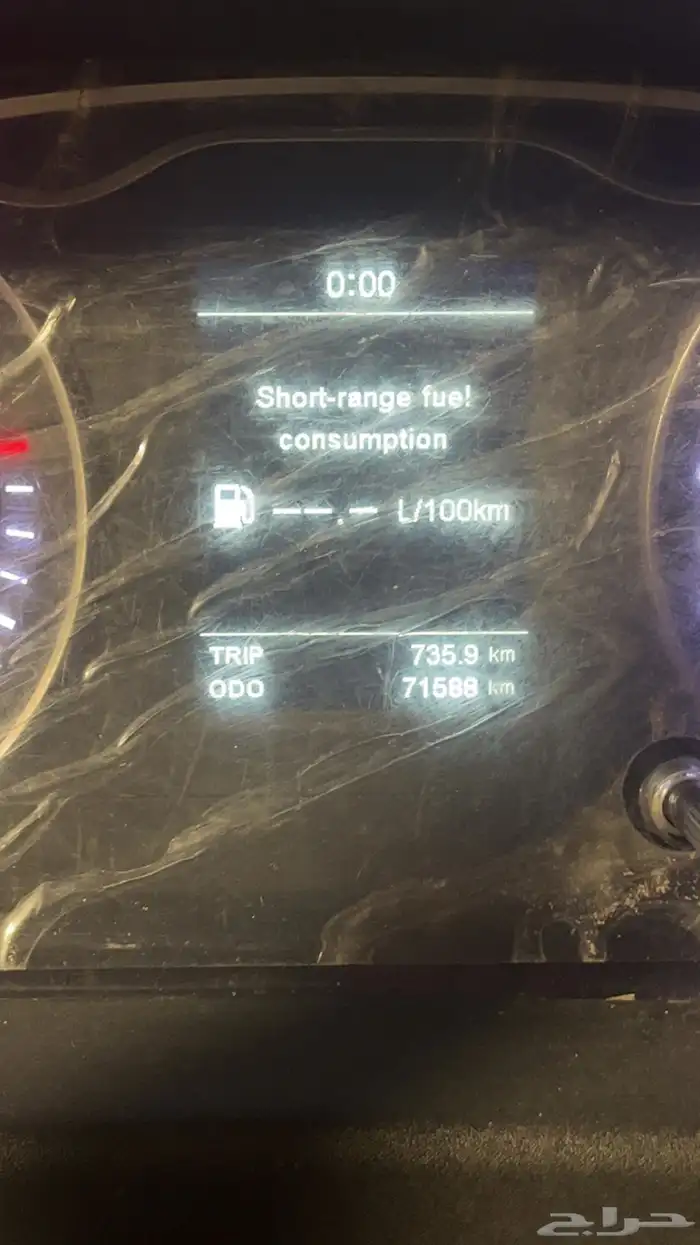 0:00
Short-range fuel
consumption
--.- L/100km
TRIP 735.9 km
ODO 71588 km
حراج